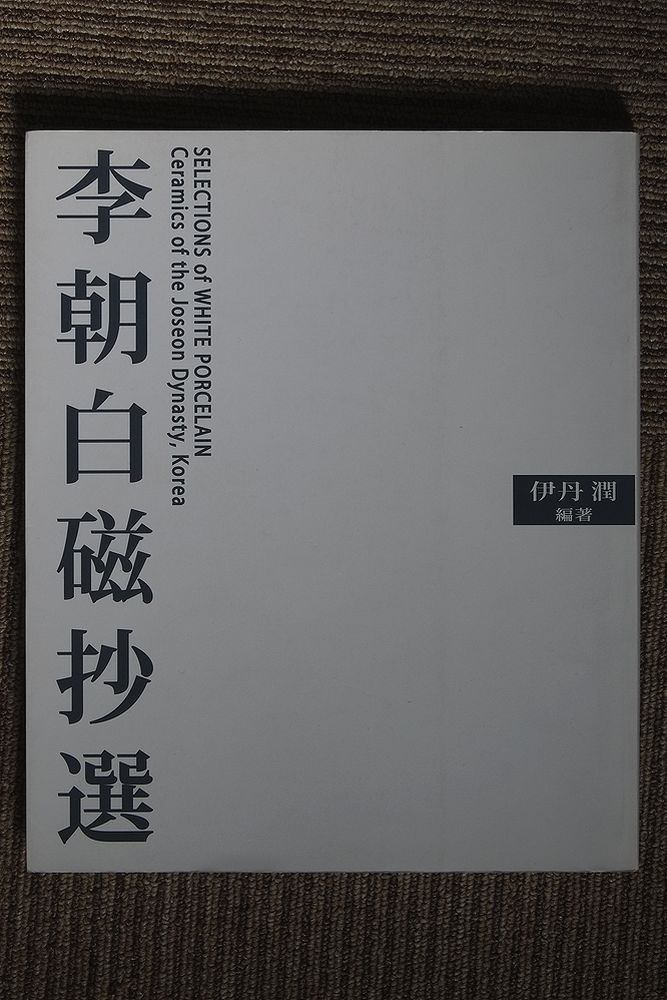 李朝白磁抄選
SELECTIONS of WHITE PORCELAIN
Ceramics of the Joseon Dynasty, Korea
伊丹 潤
編著